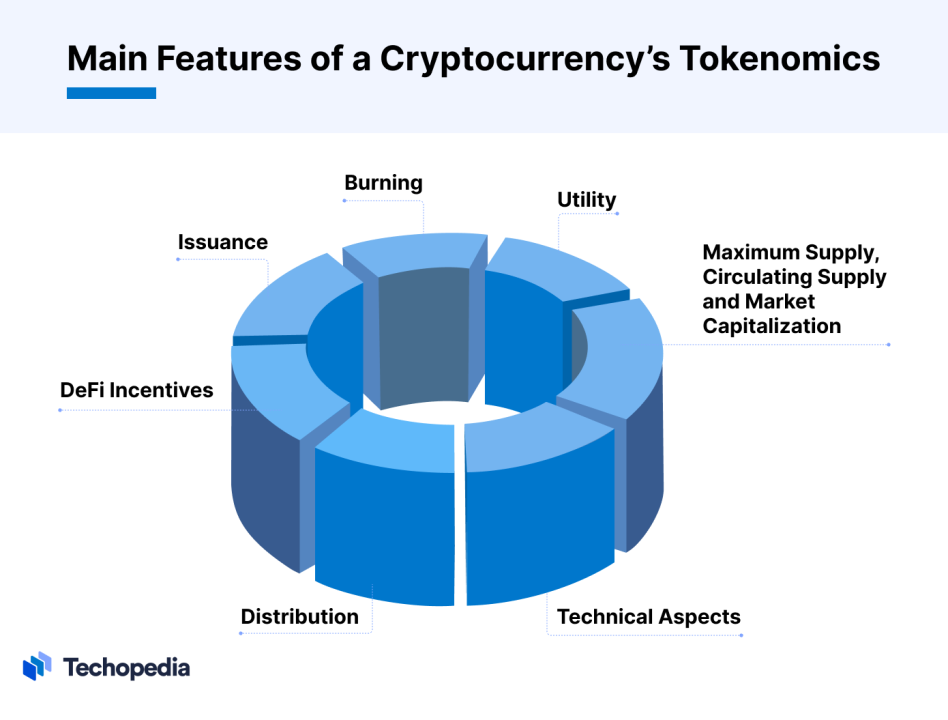 Main Features of a Cryptocurrency’s Tokenomics
Burning
Utility
Issuance
Maximum Supply,
Circulating Supply
and Market
Capitalization
DeFi Incentives
Distribution
Technical Aspects
Techopedia